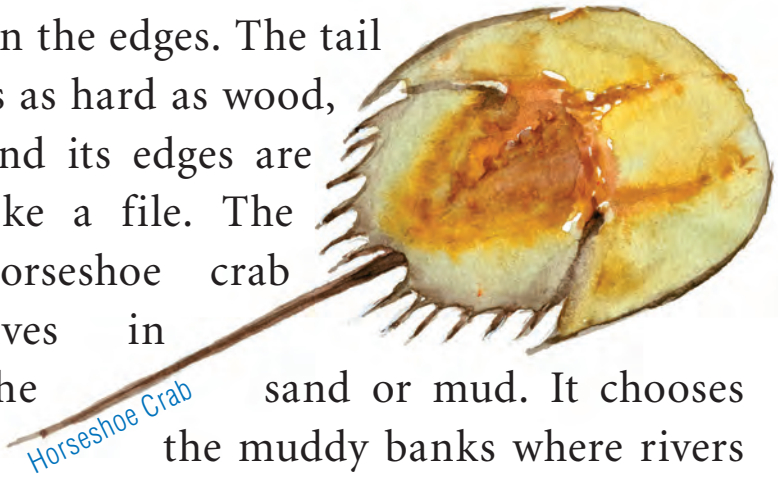 n the edges. The tail
s as hard as wood,
nd its edges are
ke a file. The
orseshoe crab
ves in
he sand or mud. It chooses
the muddy banks where rivers
Horseshoe Crab